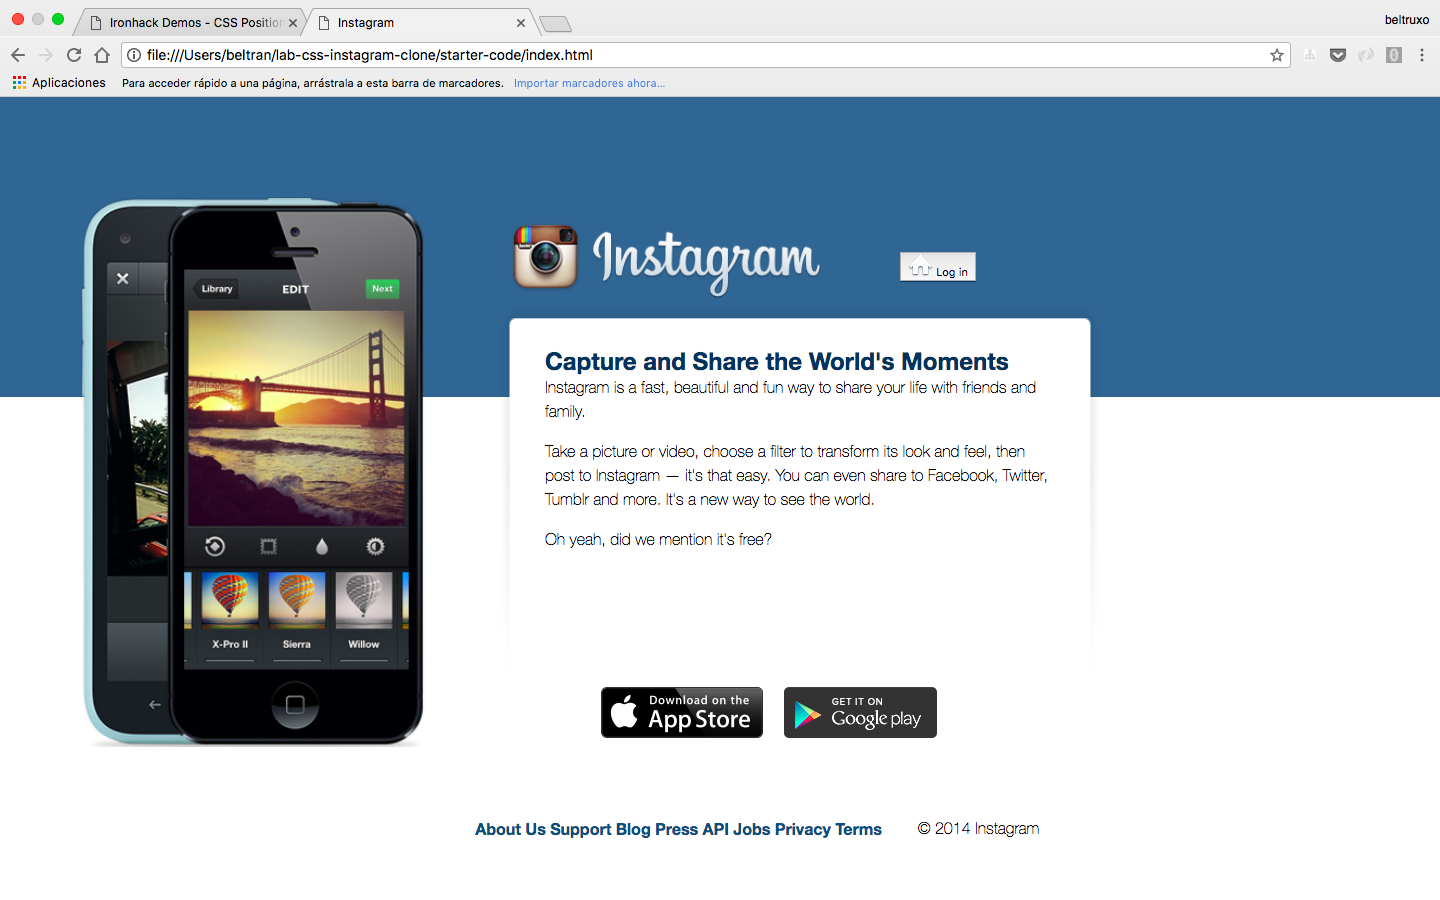 Ironhack Demos - CSS Position
Instagram
beltruxo
file:///Users/beltran/lab-css-instagram-clone/starter-code/index.html
Aplicaciones
Para acceder rápido a una página, arrástrala a esta barra de marcadores.
Importar marcadores ahora...
Instagram
Log in
Library
EDIT
Next
X-Pro II
Sierra
Willow
Capture and Share the World's Moments
Instagram is a fast, beautiful and fun way to share your life with friends and
family.
Take a picture or video, choose a filter to transform its look and feel, then
post to Instagram — it's that easy. You can even share to Facebook, Twitter,
Tumblr and more. It's a new way to see the world.
Oh yeah, did we mention it's free?
Download on the
App Store
GET IT ON
Google play
About Us Support Blog Press API Jobs Privacy Terms
© 2014 Instagram